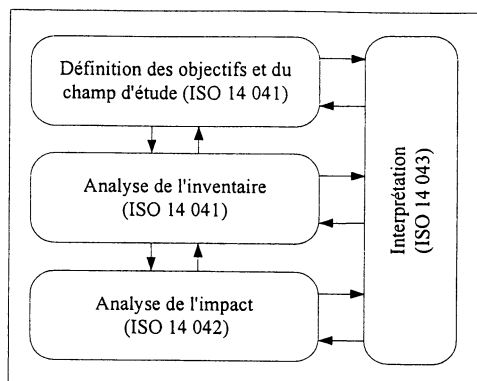 Définition des objectifs et du
champ d'étude (ISO 14 041)
Analyse de l'inventaire
(ISO 14 041)
Analyse de l'impact
(ISO 14 042)
Interprétation
(ISO 14 043)